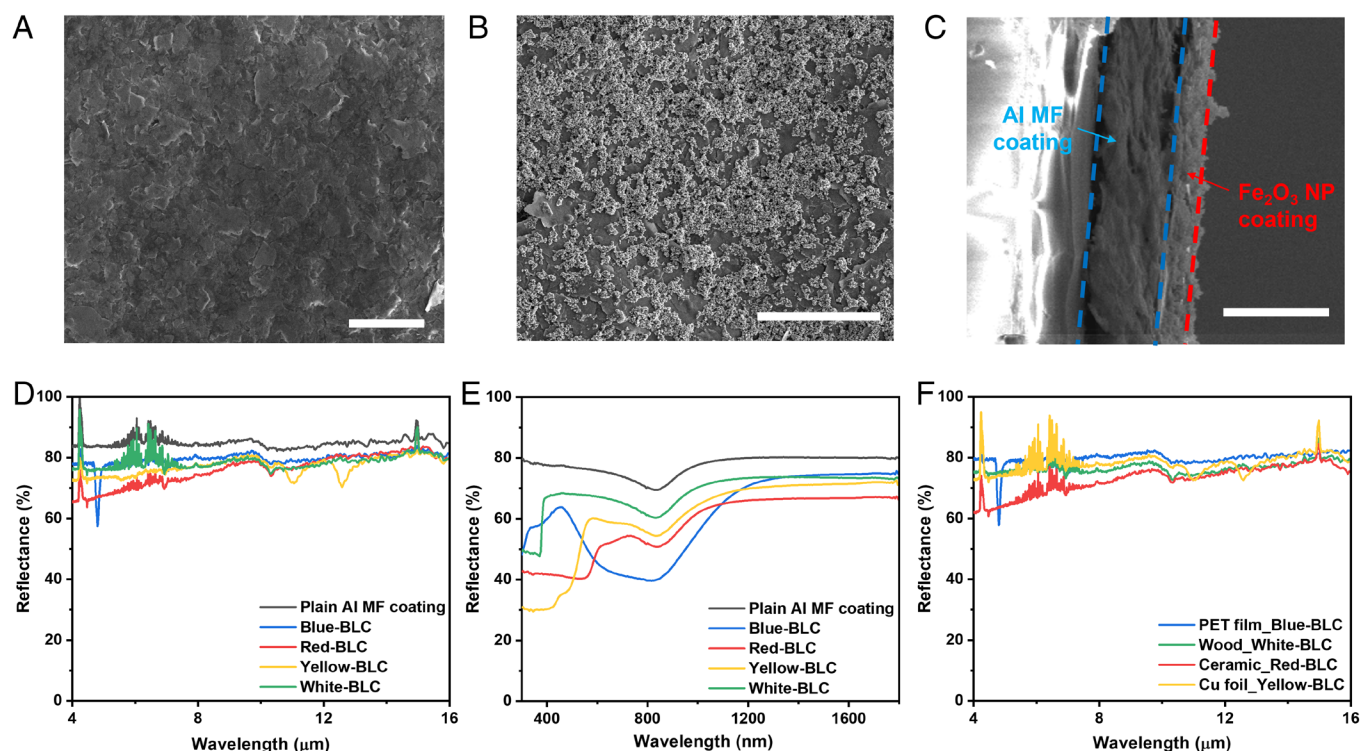 A
B
C
Al MF
coating
Fe₂O₃ NP
coating
D
100
80
60
40
20
0
Reflectance (%)
Plain Al MF coating
Blue-BLC
Red-BLC
Yellow-BLC
White-BLC
4
8
12
16
Wavelength (μm)
E
100
80
60
40
20
0
Reflectance (%)
Plain Al MF coating
Blue-BLC
Red-BLC
Yellow-BLC
White-BLC
400
800
1200
1600
Wavelength (nm)
F
100
80
60
40
20
0
Reflectance (%)
PET film_Blue-BLC
Wood_White-BLC
Ceramic_Red-BLC
Cu foil_Yellow-BLC
4
8
12
16
Wavelength (μm)